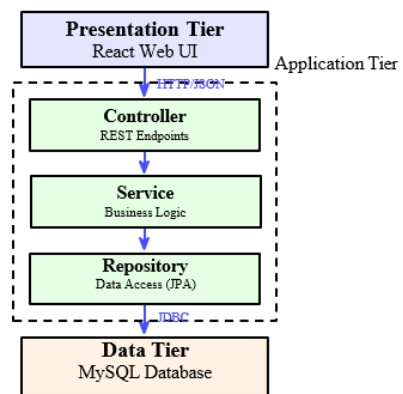 Presentation Tier
React Web UI
Application Tier
HTTP/JSON
Controller
REST Endpoints
Service
Business Logic
Repository
Data Access (JPA)
JDBC
Data Tier
MySQL Database